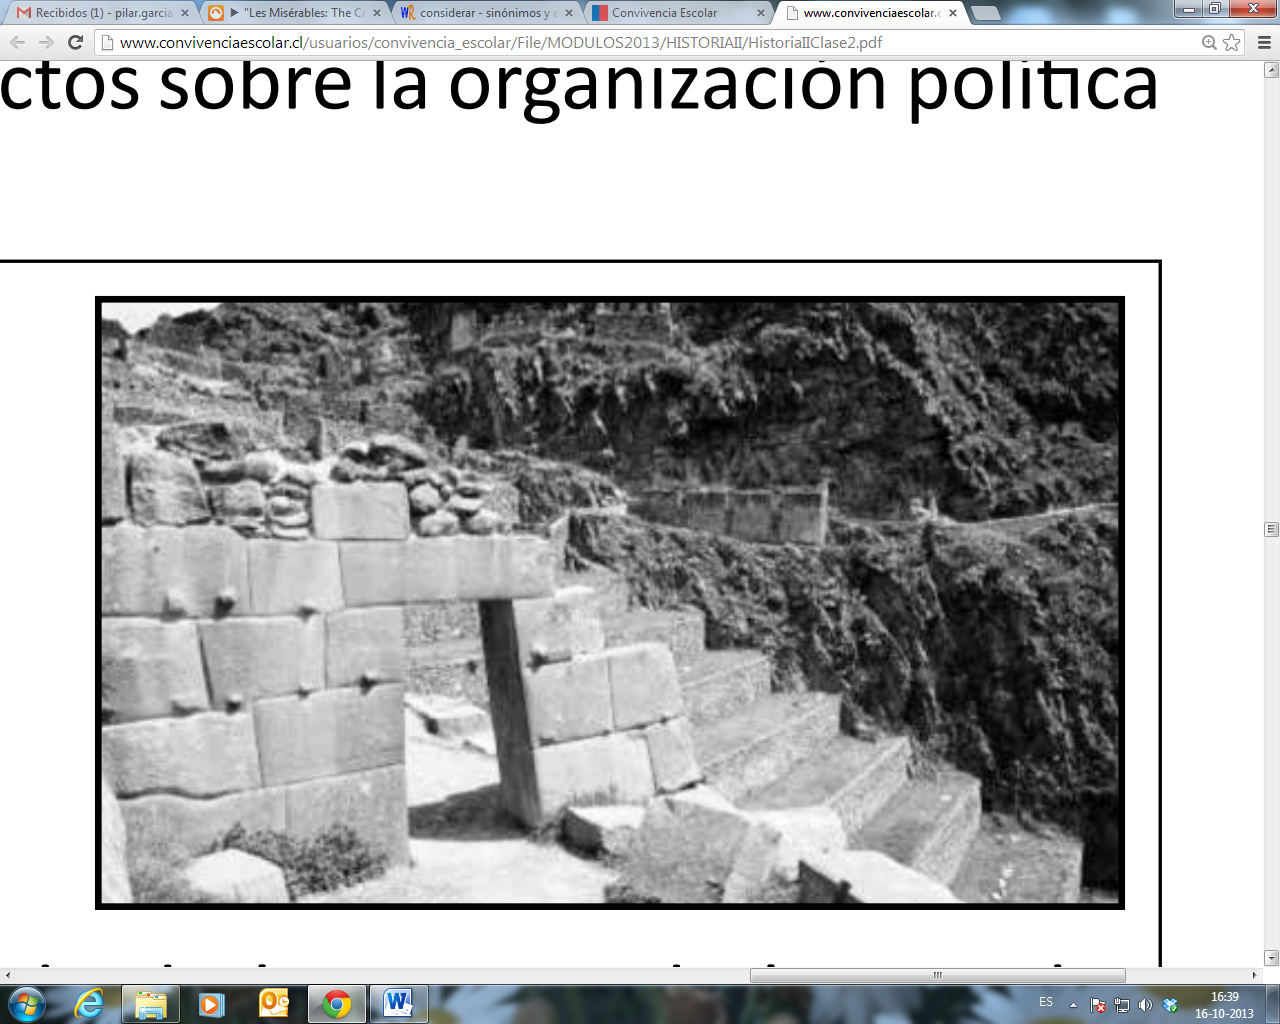 Recibidos (1) - pilar.garcia
"Les Misérables: The Co
considerar - sinónimos y a
Convivencia Escolar
www.convivenciaescolar.c
www.convivenciaescolar.cl/usuarios/convivencia_escolar/File/MODULOS2013/HISTORIAII/HistoriaIIClase2.pdf
ctos sobre la organización política
ES
16:39
16-10-2013